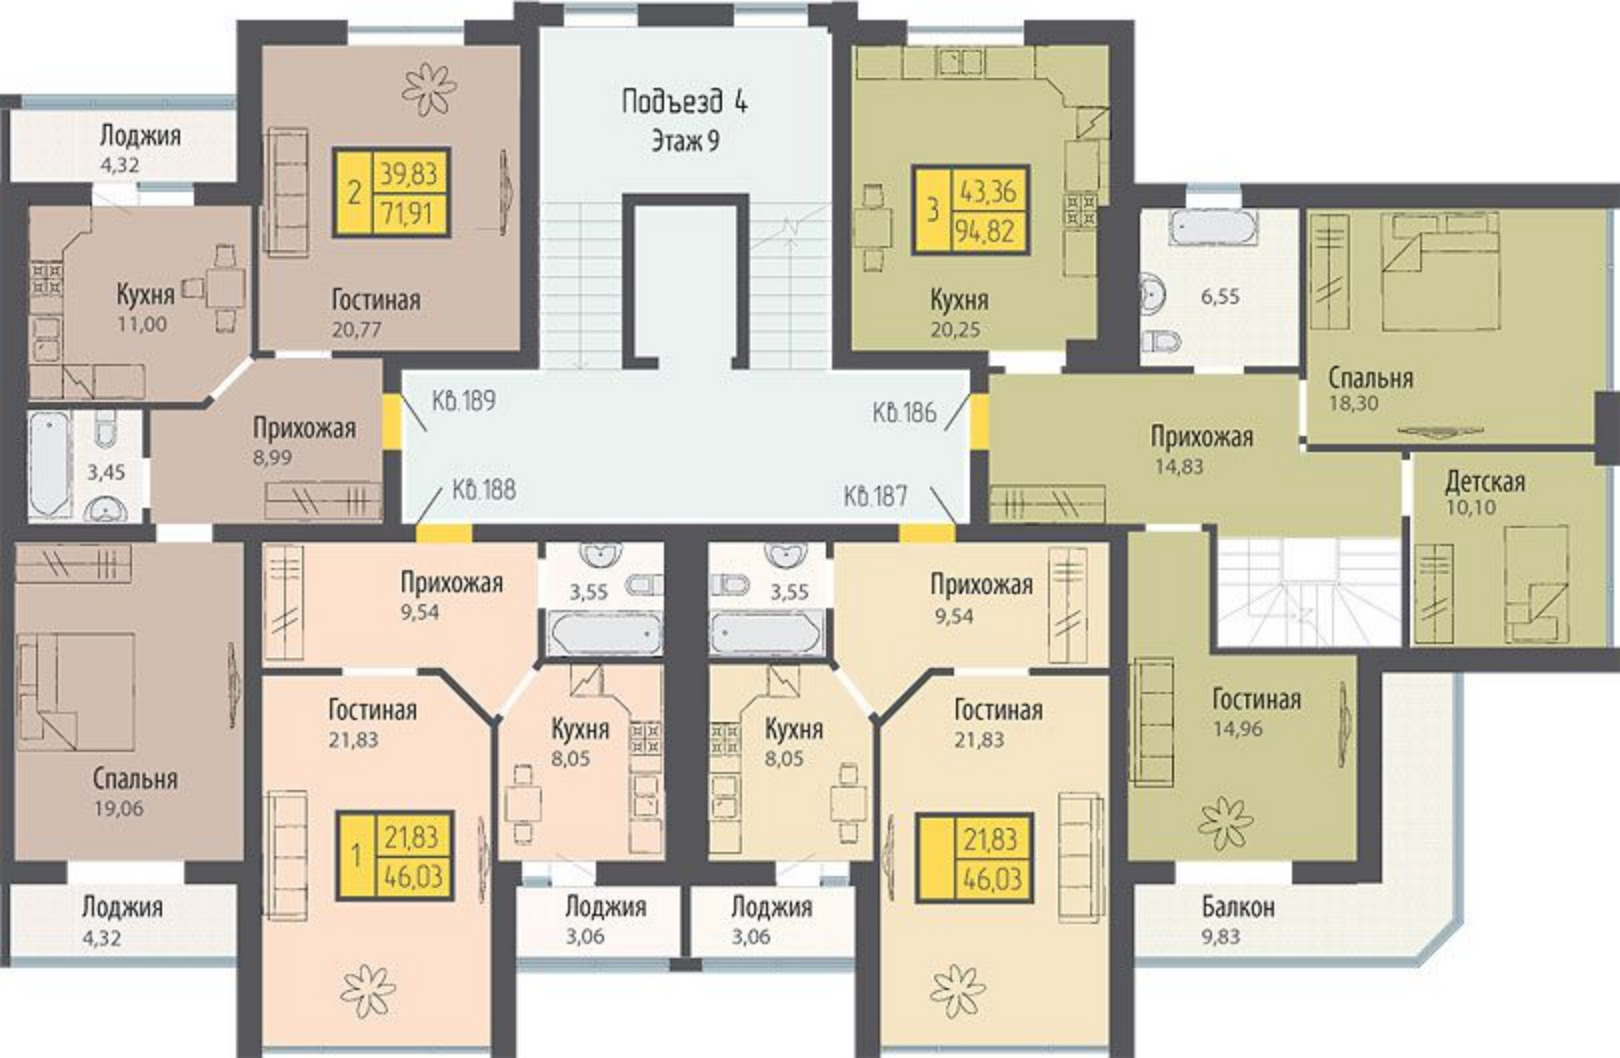 Подъезд 4
Этаж 9
Лоджия
4,32
2
39,83
71,91
Гостиная
20,77
Кухня
11,00
3
43,36
94,82
Кухня
20,25
6,55
Спальня
18,30
Кв.189
Кв.186
Кв.188
Кв.187
Прихожая
8,99
3,45
Прихожая
14,83
Детская
10,10
Прихожая
9,54
3,55
3,55
Прихожая
9,54
Спальня
19,06
Гостиная
21,83
Кухня
8,05
Кухня
8,05
Гостиная
21,83
Гостиная
14,96
1
21,83
46,03
21,83
46,03
Лоджия
4,32
Лоджия
3,06
Лоджия
3,06
Балкон
9,83